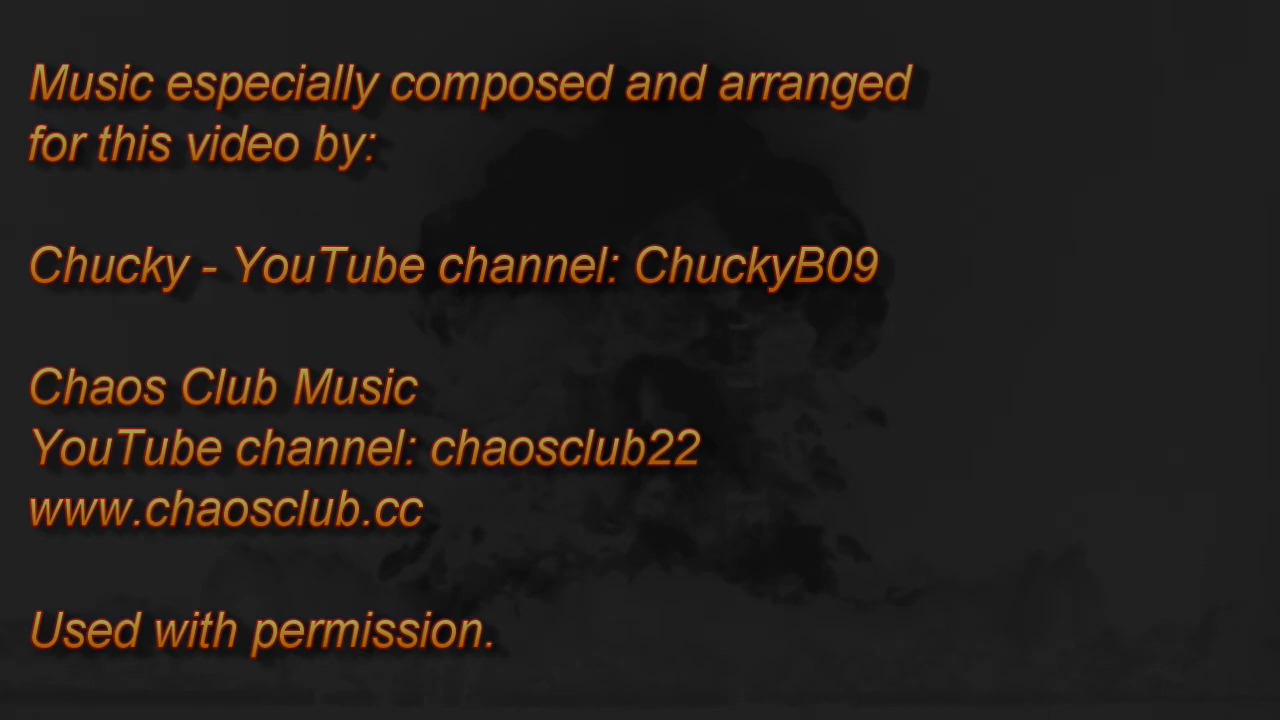 Music especially composed and arranged
for this video by:
Chucky - YouTube channel: ChuckyB09
Chaos Club Music
YouTube channel: chaosclub22
www.chaosclub.cc
Used with permission.